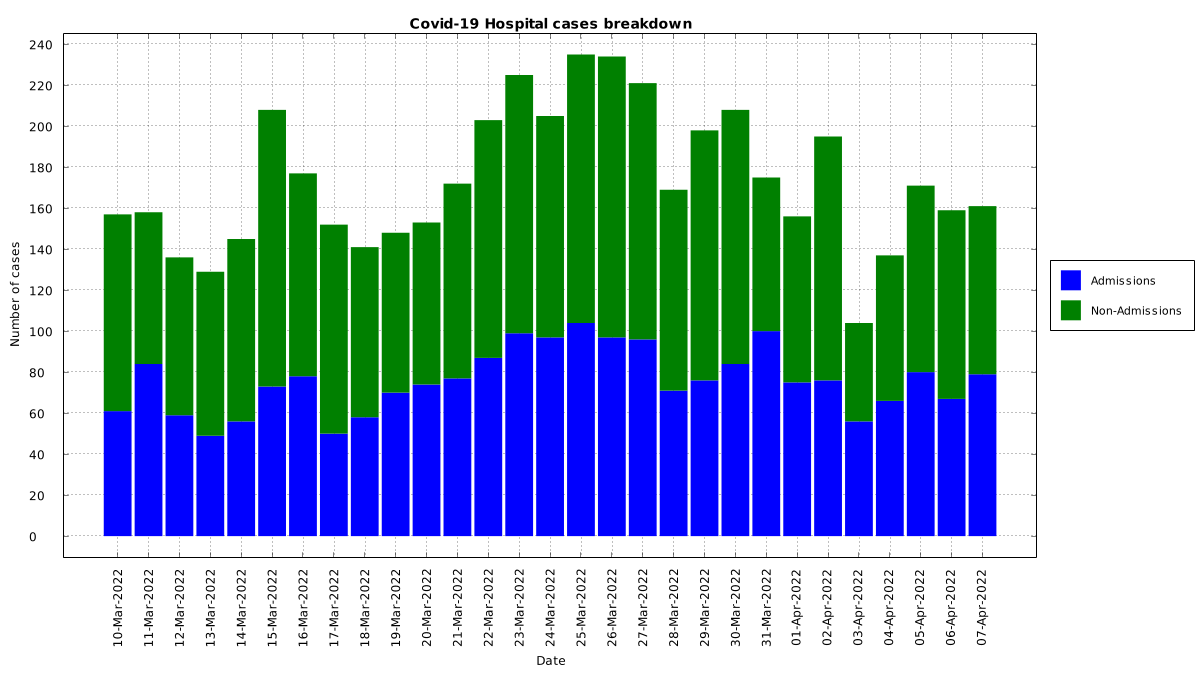 Covid-19 Hospital cases breakdown
240
220
200
180
160
140
120
100
80
60
40
20
0
Number of cases
Admissions
Non-Admissions
10-Mar-2022
11-Mar-2022
12-Mar-2022
13-Mar-2022
14-Mar-2022
15-Mar-2022
16-Mar-2022
17-Mar-2022
18-Mar-2022
19-Mar-2022
20-Mar-2022
21-Mar-2022
22-Mar-2022
23-Mar-2022
24-Mar-2022
25-Mar-2022
26-Mar-2022
27-Mar-2022
28-Mar-2022
29-Mar-2022
30-Mar-2022
31-Mar-2022
01-Apr-2022
02-Apr-2022
03-Apr-2022
04-Apr-2022
05-Apr-2022
06-Apr-2022
07-Apr-2022
Date